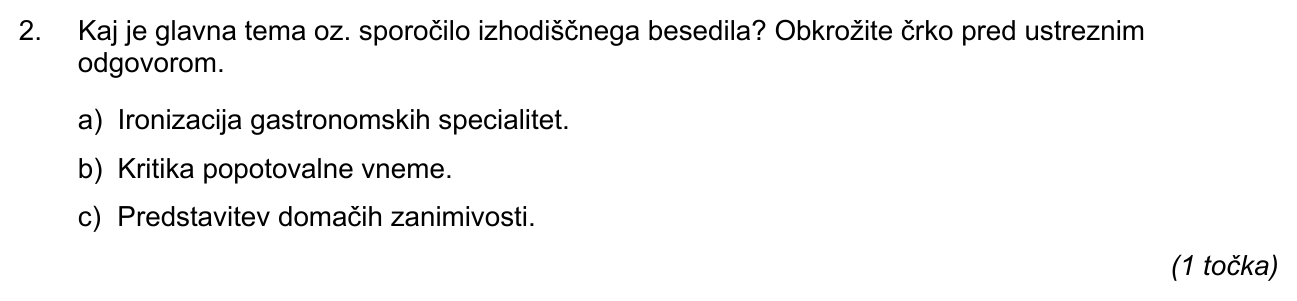 2. Kaj je glavna tema oz. sporočilo izhodiščnega besedila? Obkrožite črko pred ustreznim
odgovorom.
a) Ironizacija gastronomskih specialitet.
b) Kritika popotovalne vneme.
c) Predstavitev domačih zanimivosti.
(1 točka)